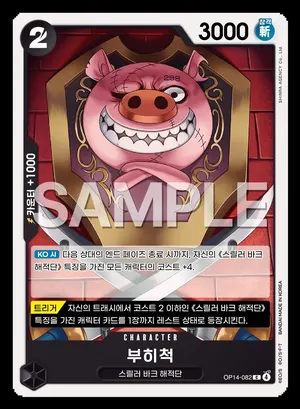 2
3000
참격
斬
288
SAMPLE
카운터 +1000
KO 시 다음 상대의 엔드 페이즈 종료 시까지, 자신의 《스릴러 바크
해적단》 특징을 가진 모든 캐릭터의 코스트 +4.
트리거 자신의 트래시에서 코스트 2 이하의 《스릴러 바크 해적단》
특징을 가진 캐릭터 카드를 1장까지 레스트 상태로 등장시킨다.
CHARACTER
부히척
스릴러 바크 해적단
OP14-082 C